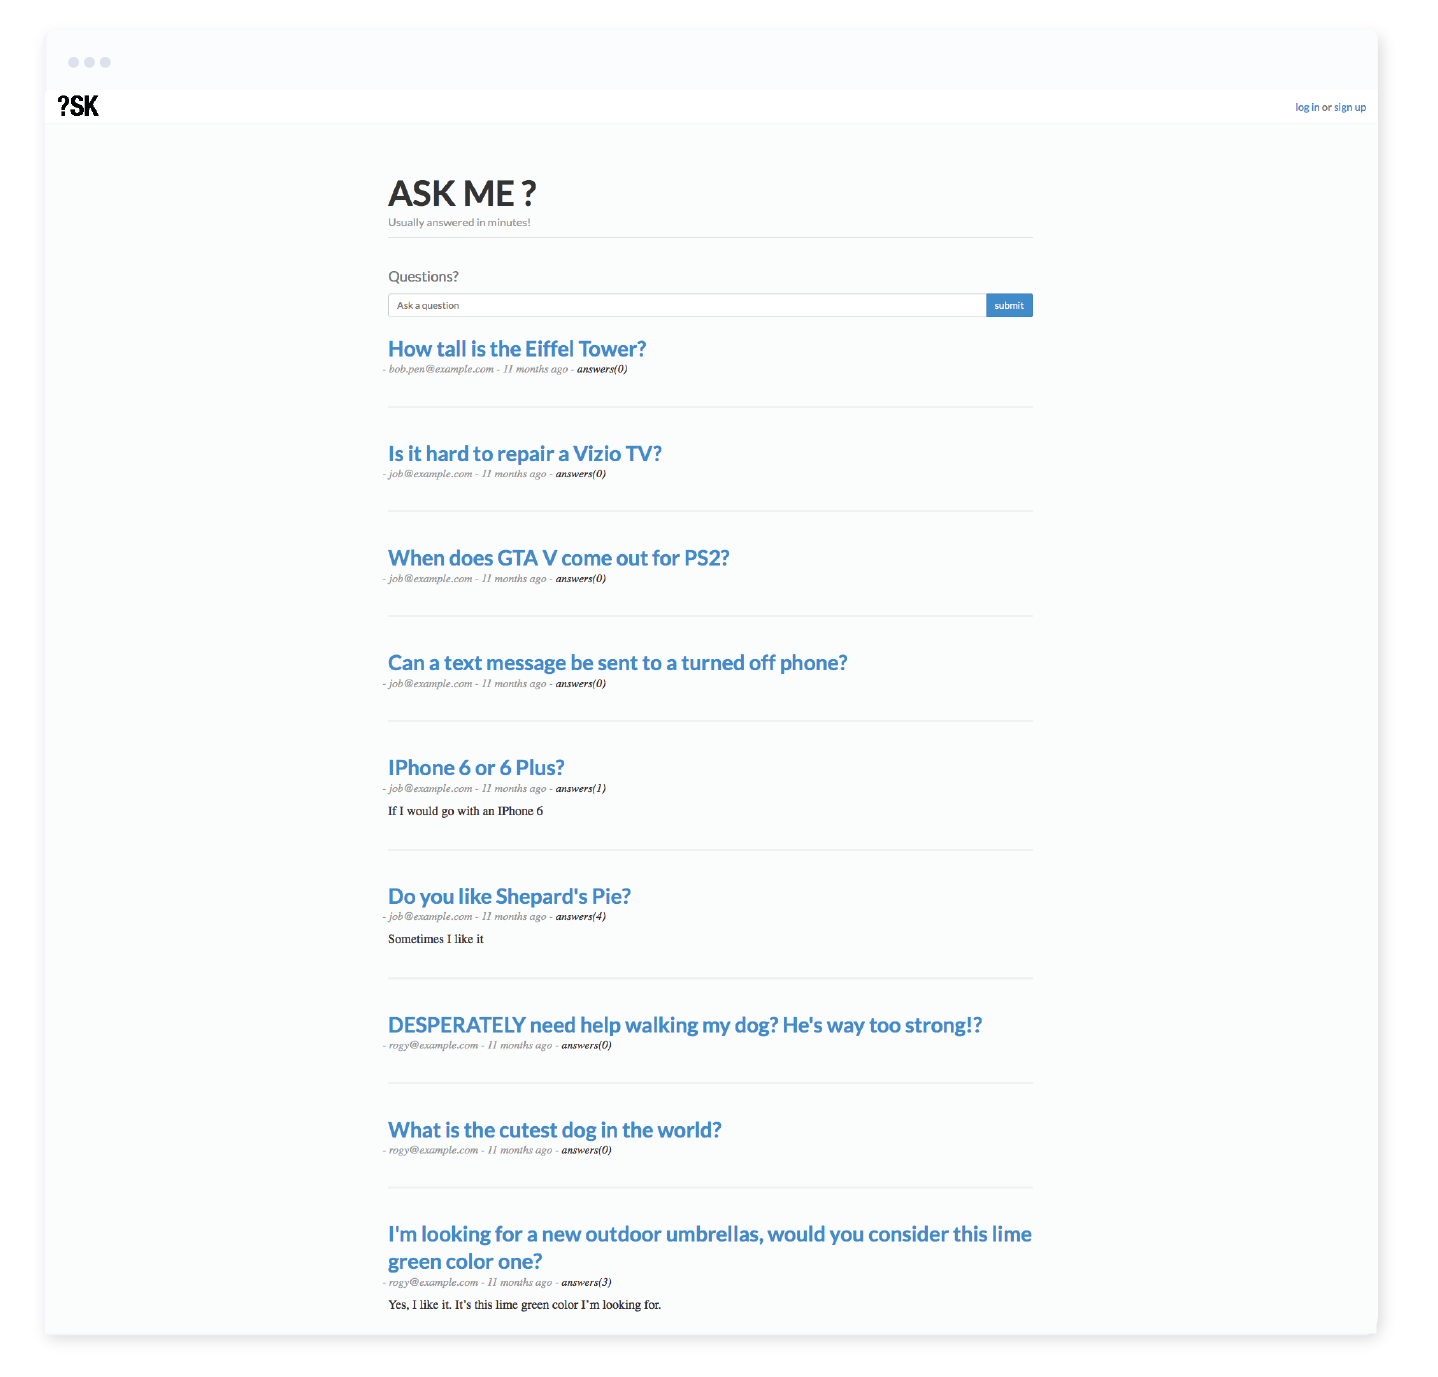 ?SK
log in or sign up
ASK ME ?
Usually answered in minutes!
Questions?
Ask a question
submit
How tall is the Eiffel Tower?
- bob.pen@example.com - 11 months ago - answers(0)
Is it hard to repair a Vizio TV?
- job@example.com - 11 months ago - answers(0)
When does GTA V come out for PS2?
- job@example.com - 11 months ago - answers(0)
Can a text message be sent to a turned off phone?
- job@example.com - 11 months ago - answers(0)
IPhone 6 or 6 Plus?
- job@example.com - 11 months ago - answers(1)
If I would go with an IPhone 6
Do you like Shepard's Pie?
- job@example.com - 11 months ago - answers(4)
Sometimes I like it
DESPERATELY need help walking my dog? He's way too strong!?
- rogy@example.com - 11 months ago - answers(0)
What is the cutest dog in the world?
- rogy@example.com - 11 months ago - answers(0)
I'm looking for a new outdoor umbrellas, would you consider this lime
green color one?
- rogy@example.com - 11 months ago - answers(3)
Yes, I like it. It's this lime green color I'm looking for.